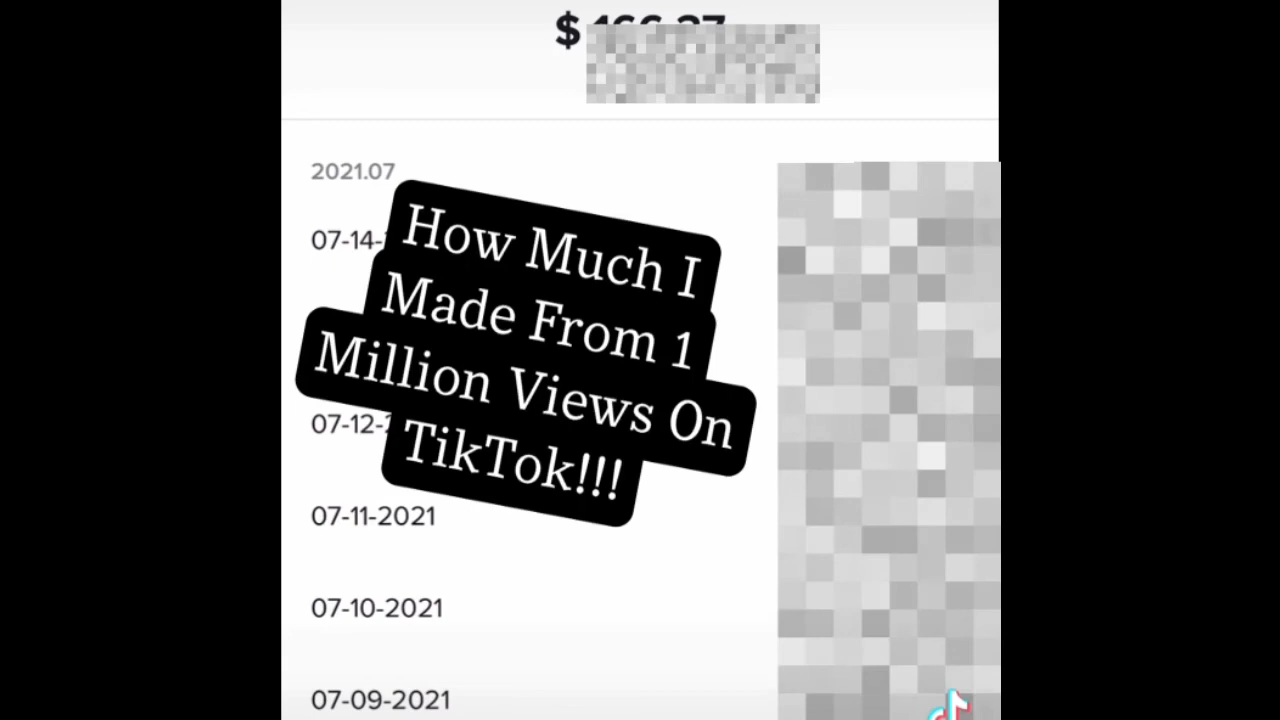 $
2021.07
07-14-
How Much I
Made From 1
Million Views On
TikTok!!!
07-12-
07-11-2021
07-10-2021
07-09-2021